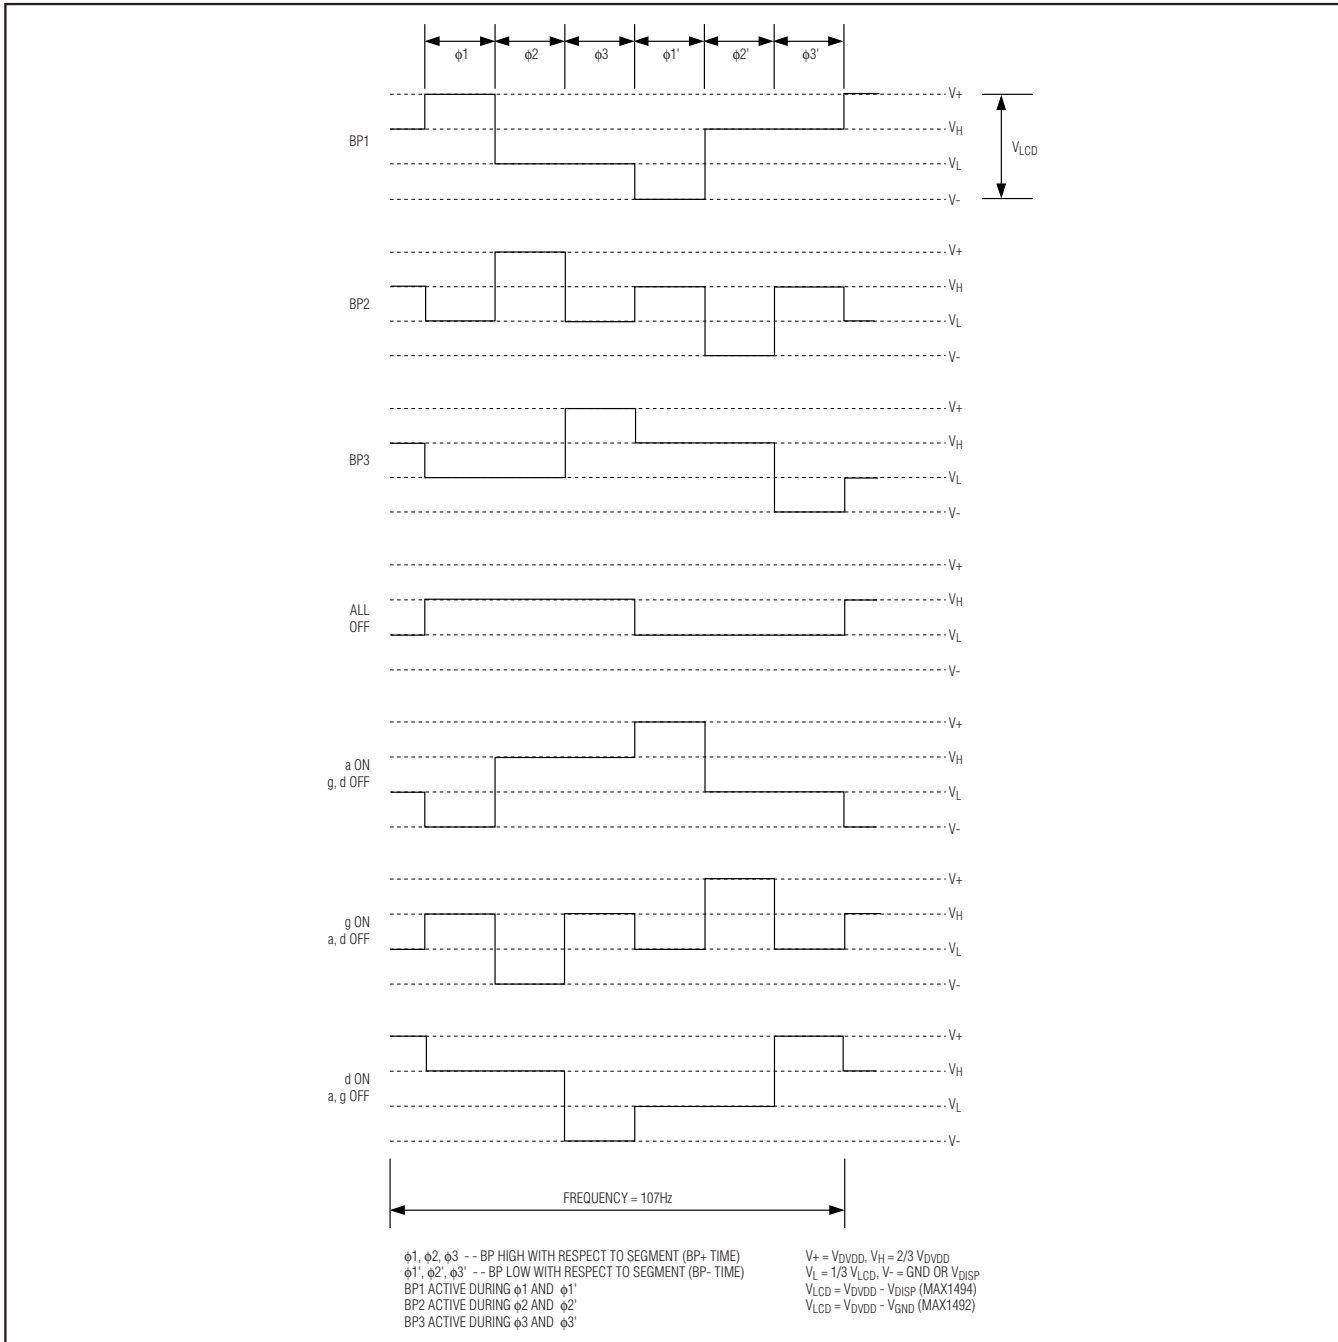 ϕ1 ϕ2 ϕ3 ϕ1' ϕ2' ϕ3'
V+
BP1
VH
VLCD
VL
V-
V+
BP2
VH
VL
V-
V+
BP3
VH
VL
V-
V+
ALL
OFF
VH
VL
V-
V+
a ON
g, d OFF
VH
VL
V-
V+
g ON
a, d OFF
VH
VL
V-
V+
d ON
a, g OFF
VH
VL
V-
FREQUENCY = 107Hz
ϕ1, ϕ2, ϕ3 - - BP HIGH WITH RESPECT TO SEGMENT (BP+ TIME)
ϕ1', ϕ2', ϕ3' - - BP LOW WITH RESPECT TO SEGMENT (BP- TIME)
BP1 ACTIVE DURING ϕ1 AND ϕ1'
BP2 ACTIVE DURING ϕ2 AND ϕ2'
BP3 ACTIVE DURING ϕ3 AND ϕ3'
V+ = VDVDD, VH = 2/3 VDVDD
VL = 1/3 VLCD, V- = GND OR VDISP
VLCD = VDVDD - VDISP (MAX1494)
VLCD = VDVDD - VGND (MAX1492)